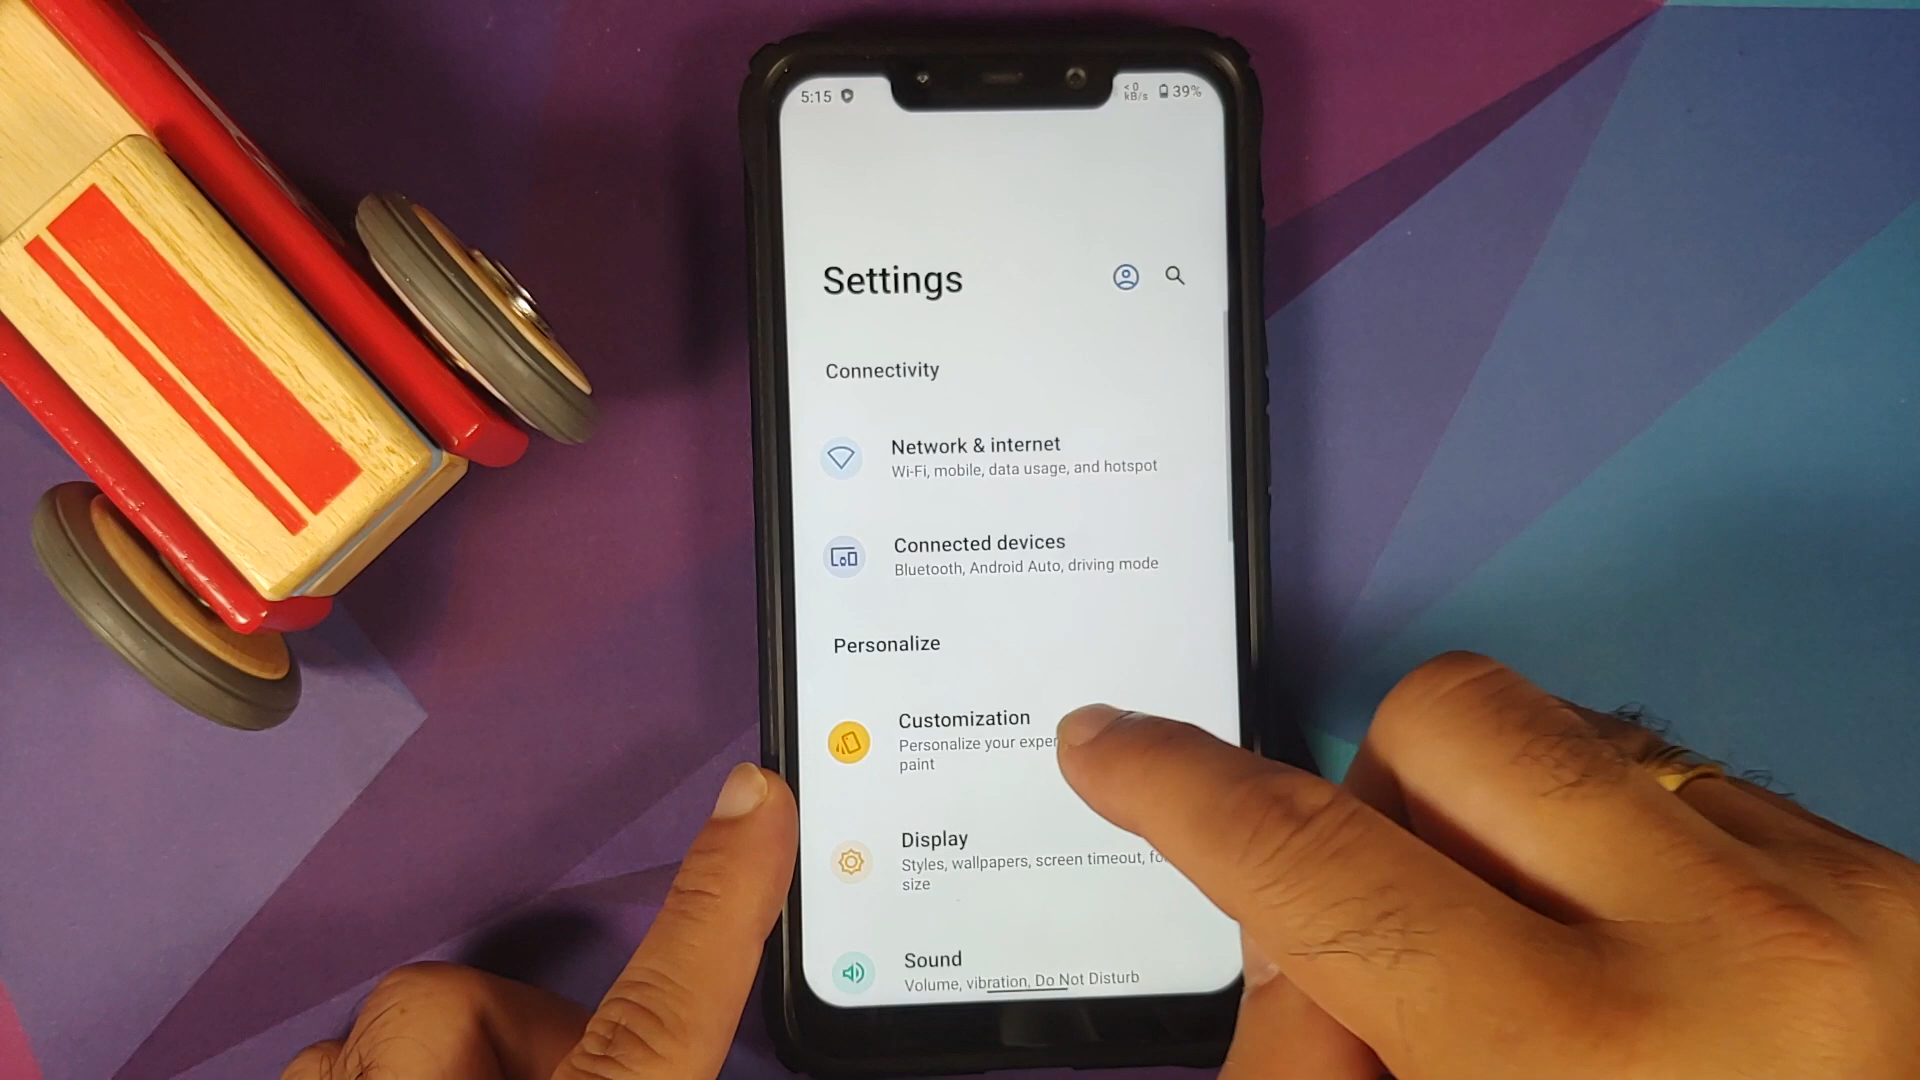 5:15
<0
kB/s
39%
Settings
Connectivity
Network & internet
Wi-Fi, mobile, data usage, and hotspot
Connected devices
Bluetooth, Android Auto, driving mode
Personalize
Customization
Personalize your
paint
Display
Styles, wallpapers, screen timeout,
size
Sound
Volume, vibration, Do Not Disturb